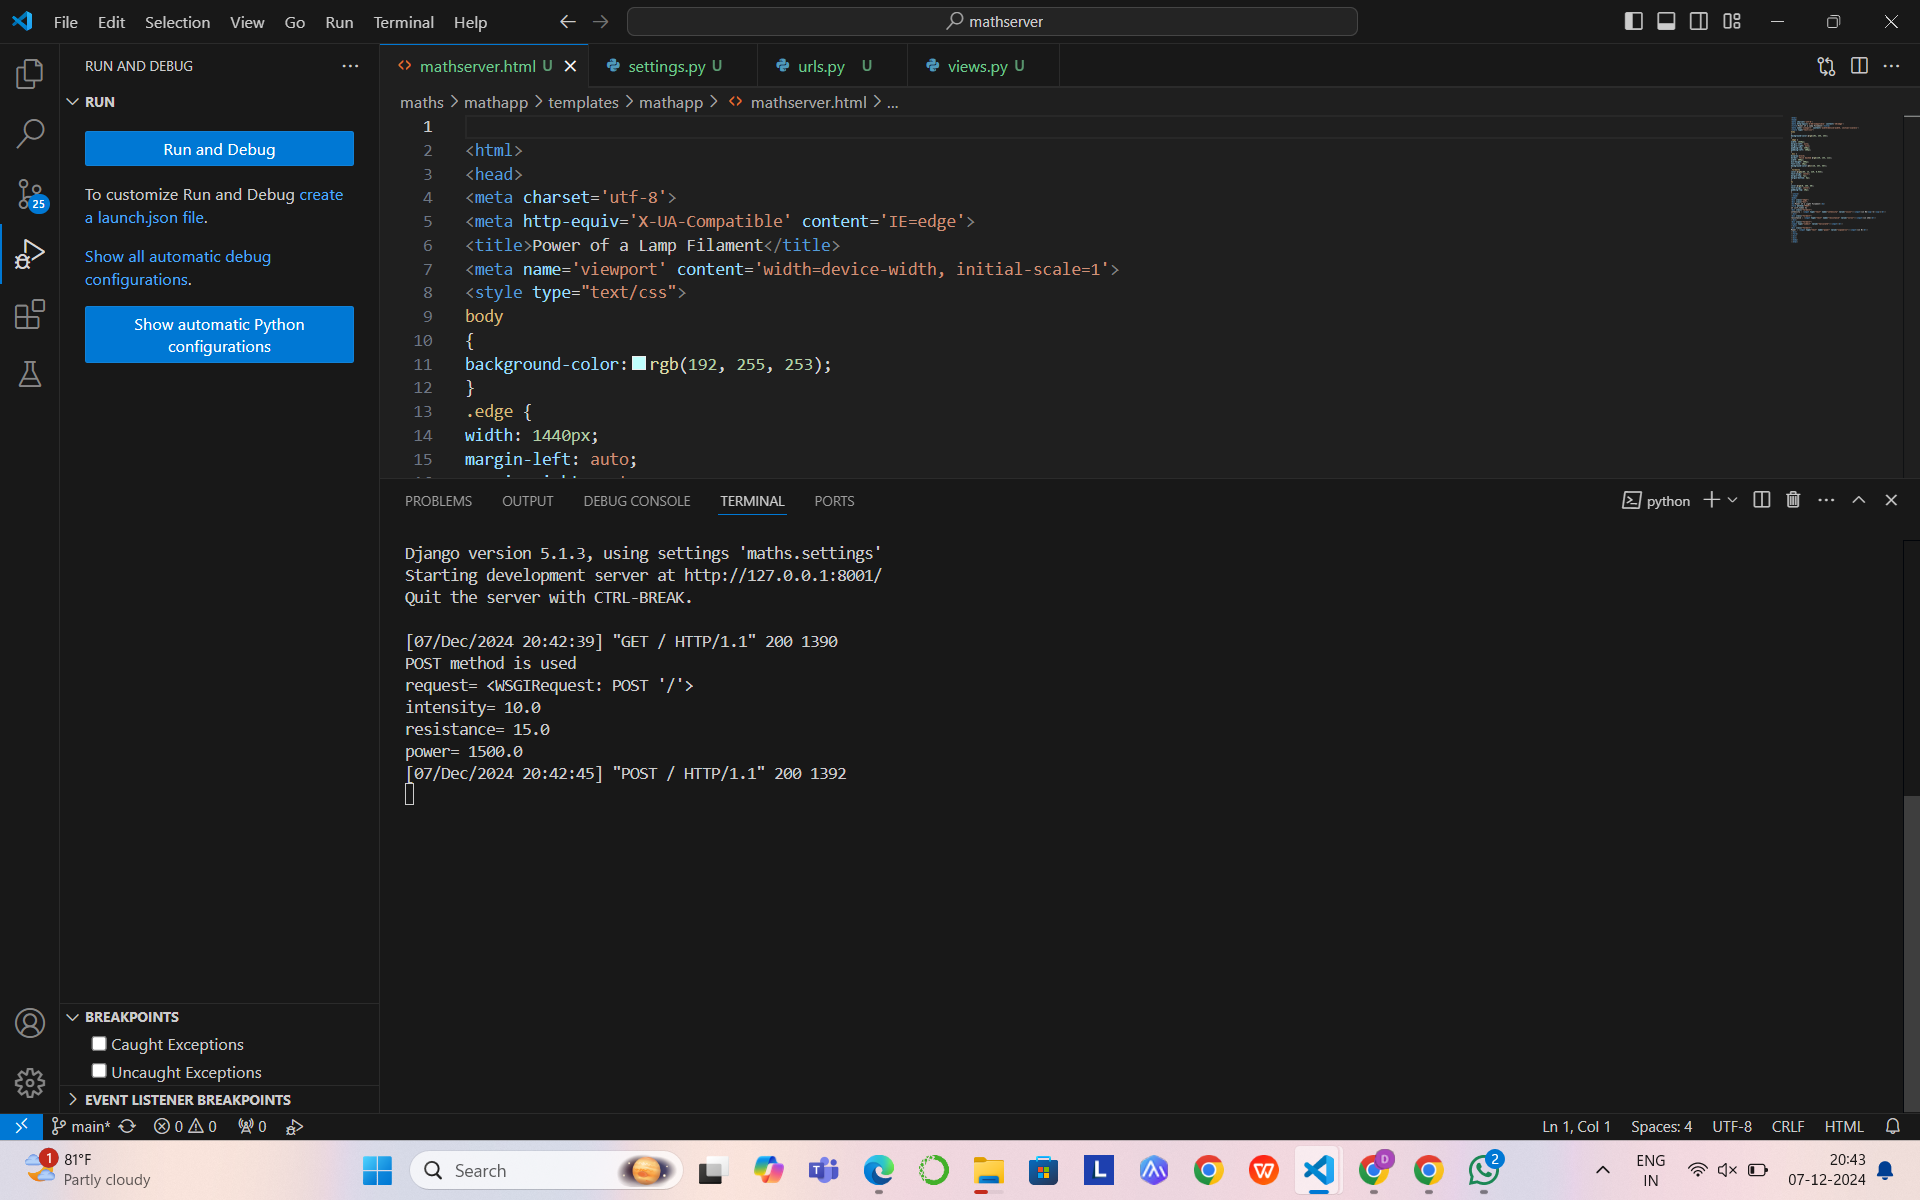 File Edit Selection View Go Run Terminal Help
mathserver
RUN AND DEBUG
RUN
Run and Debug
To customize Run and Debug create
a launch.json file.
Show all automatic debug
configurations.
Show automatic Python
configurations
BREAKPOINTS
Caught Exceptions
Uncaught Exceptions
EVENT LISTENER BREAKPOINTS
25
mathserver.html U settings.py U urls.py U views.py U
maths > mathapp > templates > mathapp > <> mathserver.html > ...
1
2 <html>
3 <head>
4 <meta charset='utf-8'>
5 <meta http-equiv='X-UA-Compatible' content='IE=edge'>
6 <title>Power of a Lamp Filament</title>
7 <meta name='viewport' content='width=device-width, initial-scale=1'>
8 <style type="text/css">
9 body
10 {
11 background-color: rgb(192, 255, 253);
12 }
13 .edge {
14 width: 1440px;
15 margin-left: auto;
PROBLEMS OUTPUT DEBUG CONSOLE TERMINAL PORTS
python
Django version 5.1.3, using settings 'maths.settings'
Starting development server at http://127.0.0.1:8001/
Quit the server with CTRL-BREAK.
[07/Dec/2024 20:42:39] "GET / HTTP/1.1" 200 1390
POST method is used
request= <WSGIRequest: POST '/'>
intensity= 10.0
resistance= 15.0
power= 1500.0
[07/Dec/2024 20:42:45] "POST / HTTP/1.1" 200 1392
main* 0 0 0
Ln 1, Col 1 Spaces: 4 UTF-8 CRLF HTML
1
81°F
Partly cloudy
Search
L
W
D
2
ENG
IN
20:43
07-12-2024